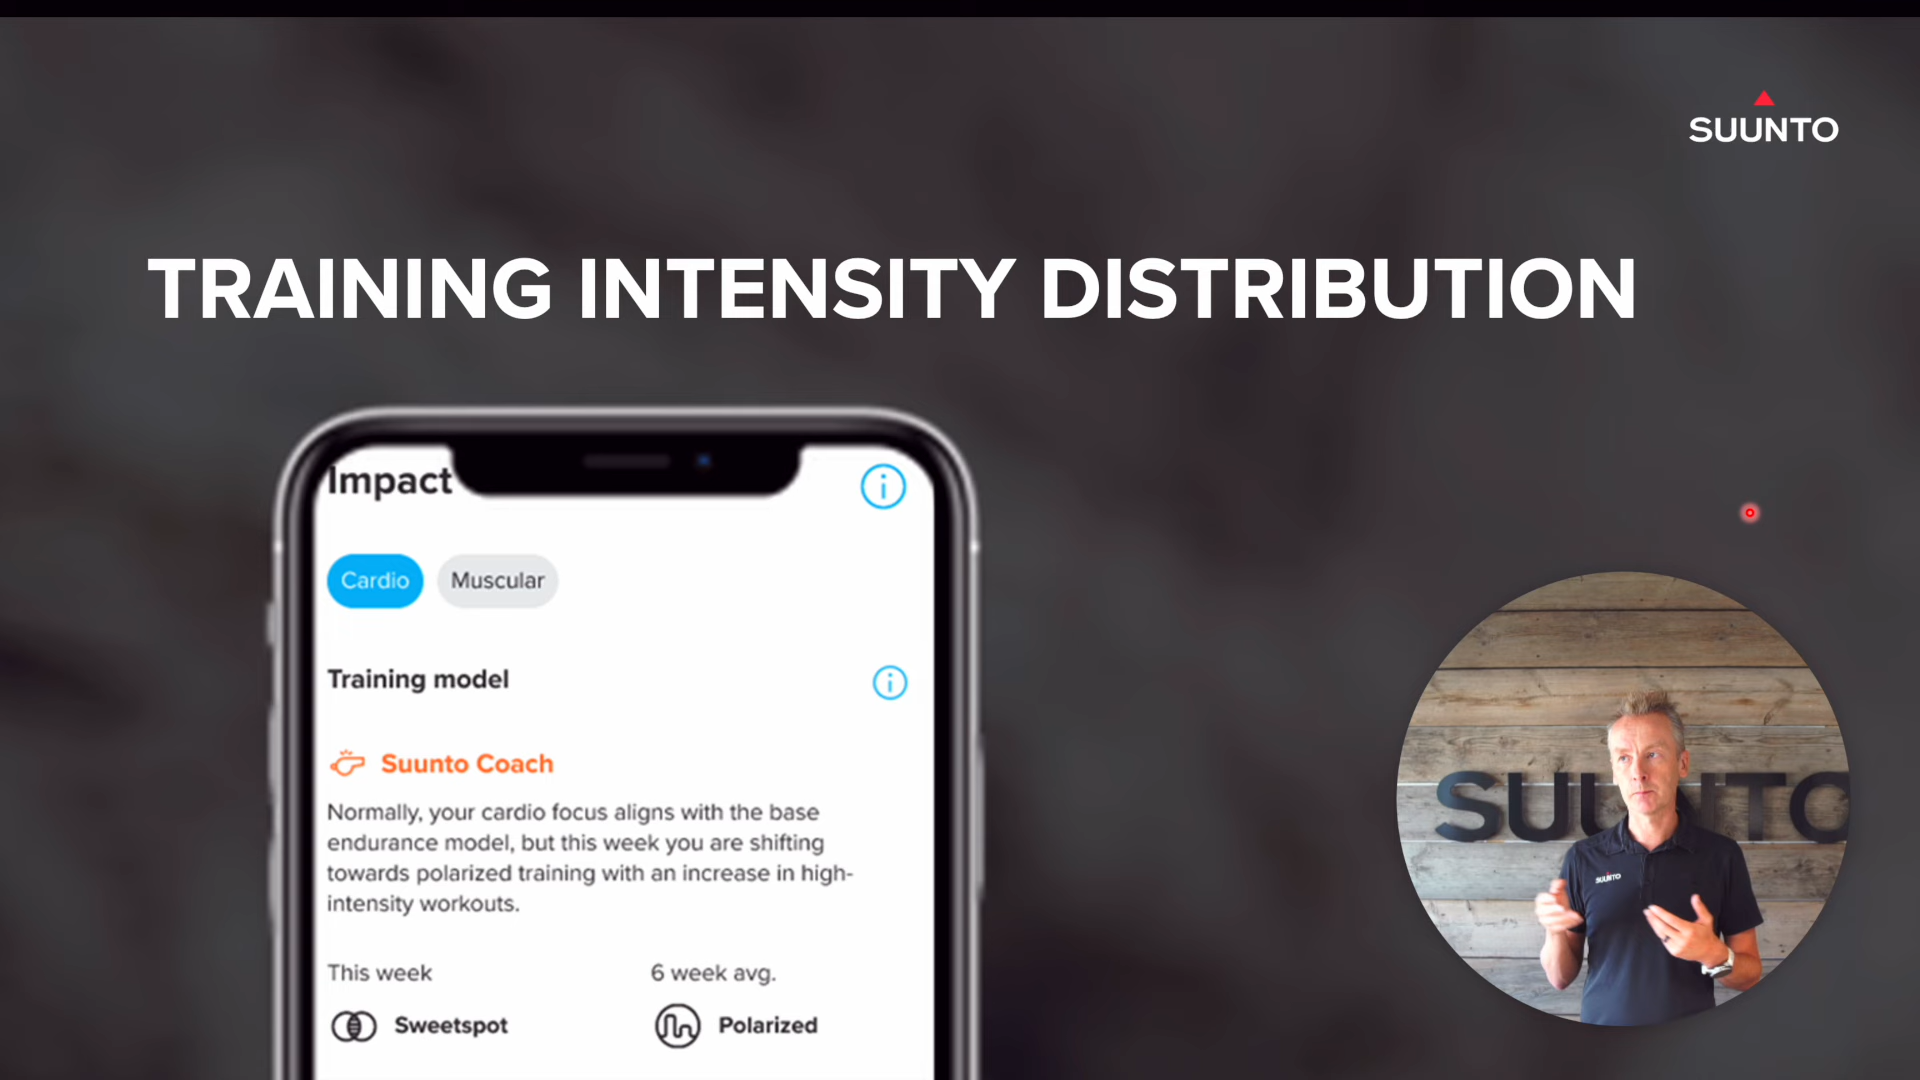 SUUNTO
TRAINING INTENSITY DISTRIBUTION
Impact
Cardio
Muscular
Training model
Suunto Coach
Normally, your cardio focus aligns with the base
endurance model, but this week you are shifting
towards polarized training with an increase in high-
intensity workouts.
This week
6 week avg.
Sweetspot
Polarized
SUUNTO
SUUNTO